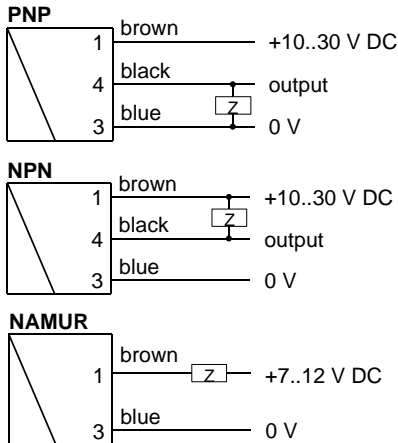 PNP
1 brown +10..30 V DC
4 black output
Z
3 blue 0 V
NPN
1 brown +10..30 V DC
Z
4 black output
3 blue 0 V
NAMUR
1 brown Z +7..12 V DC
3 blue 0 V